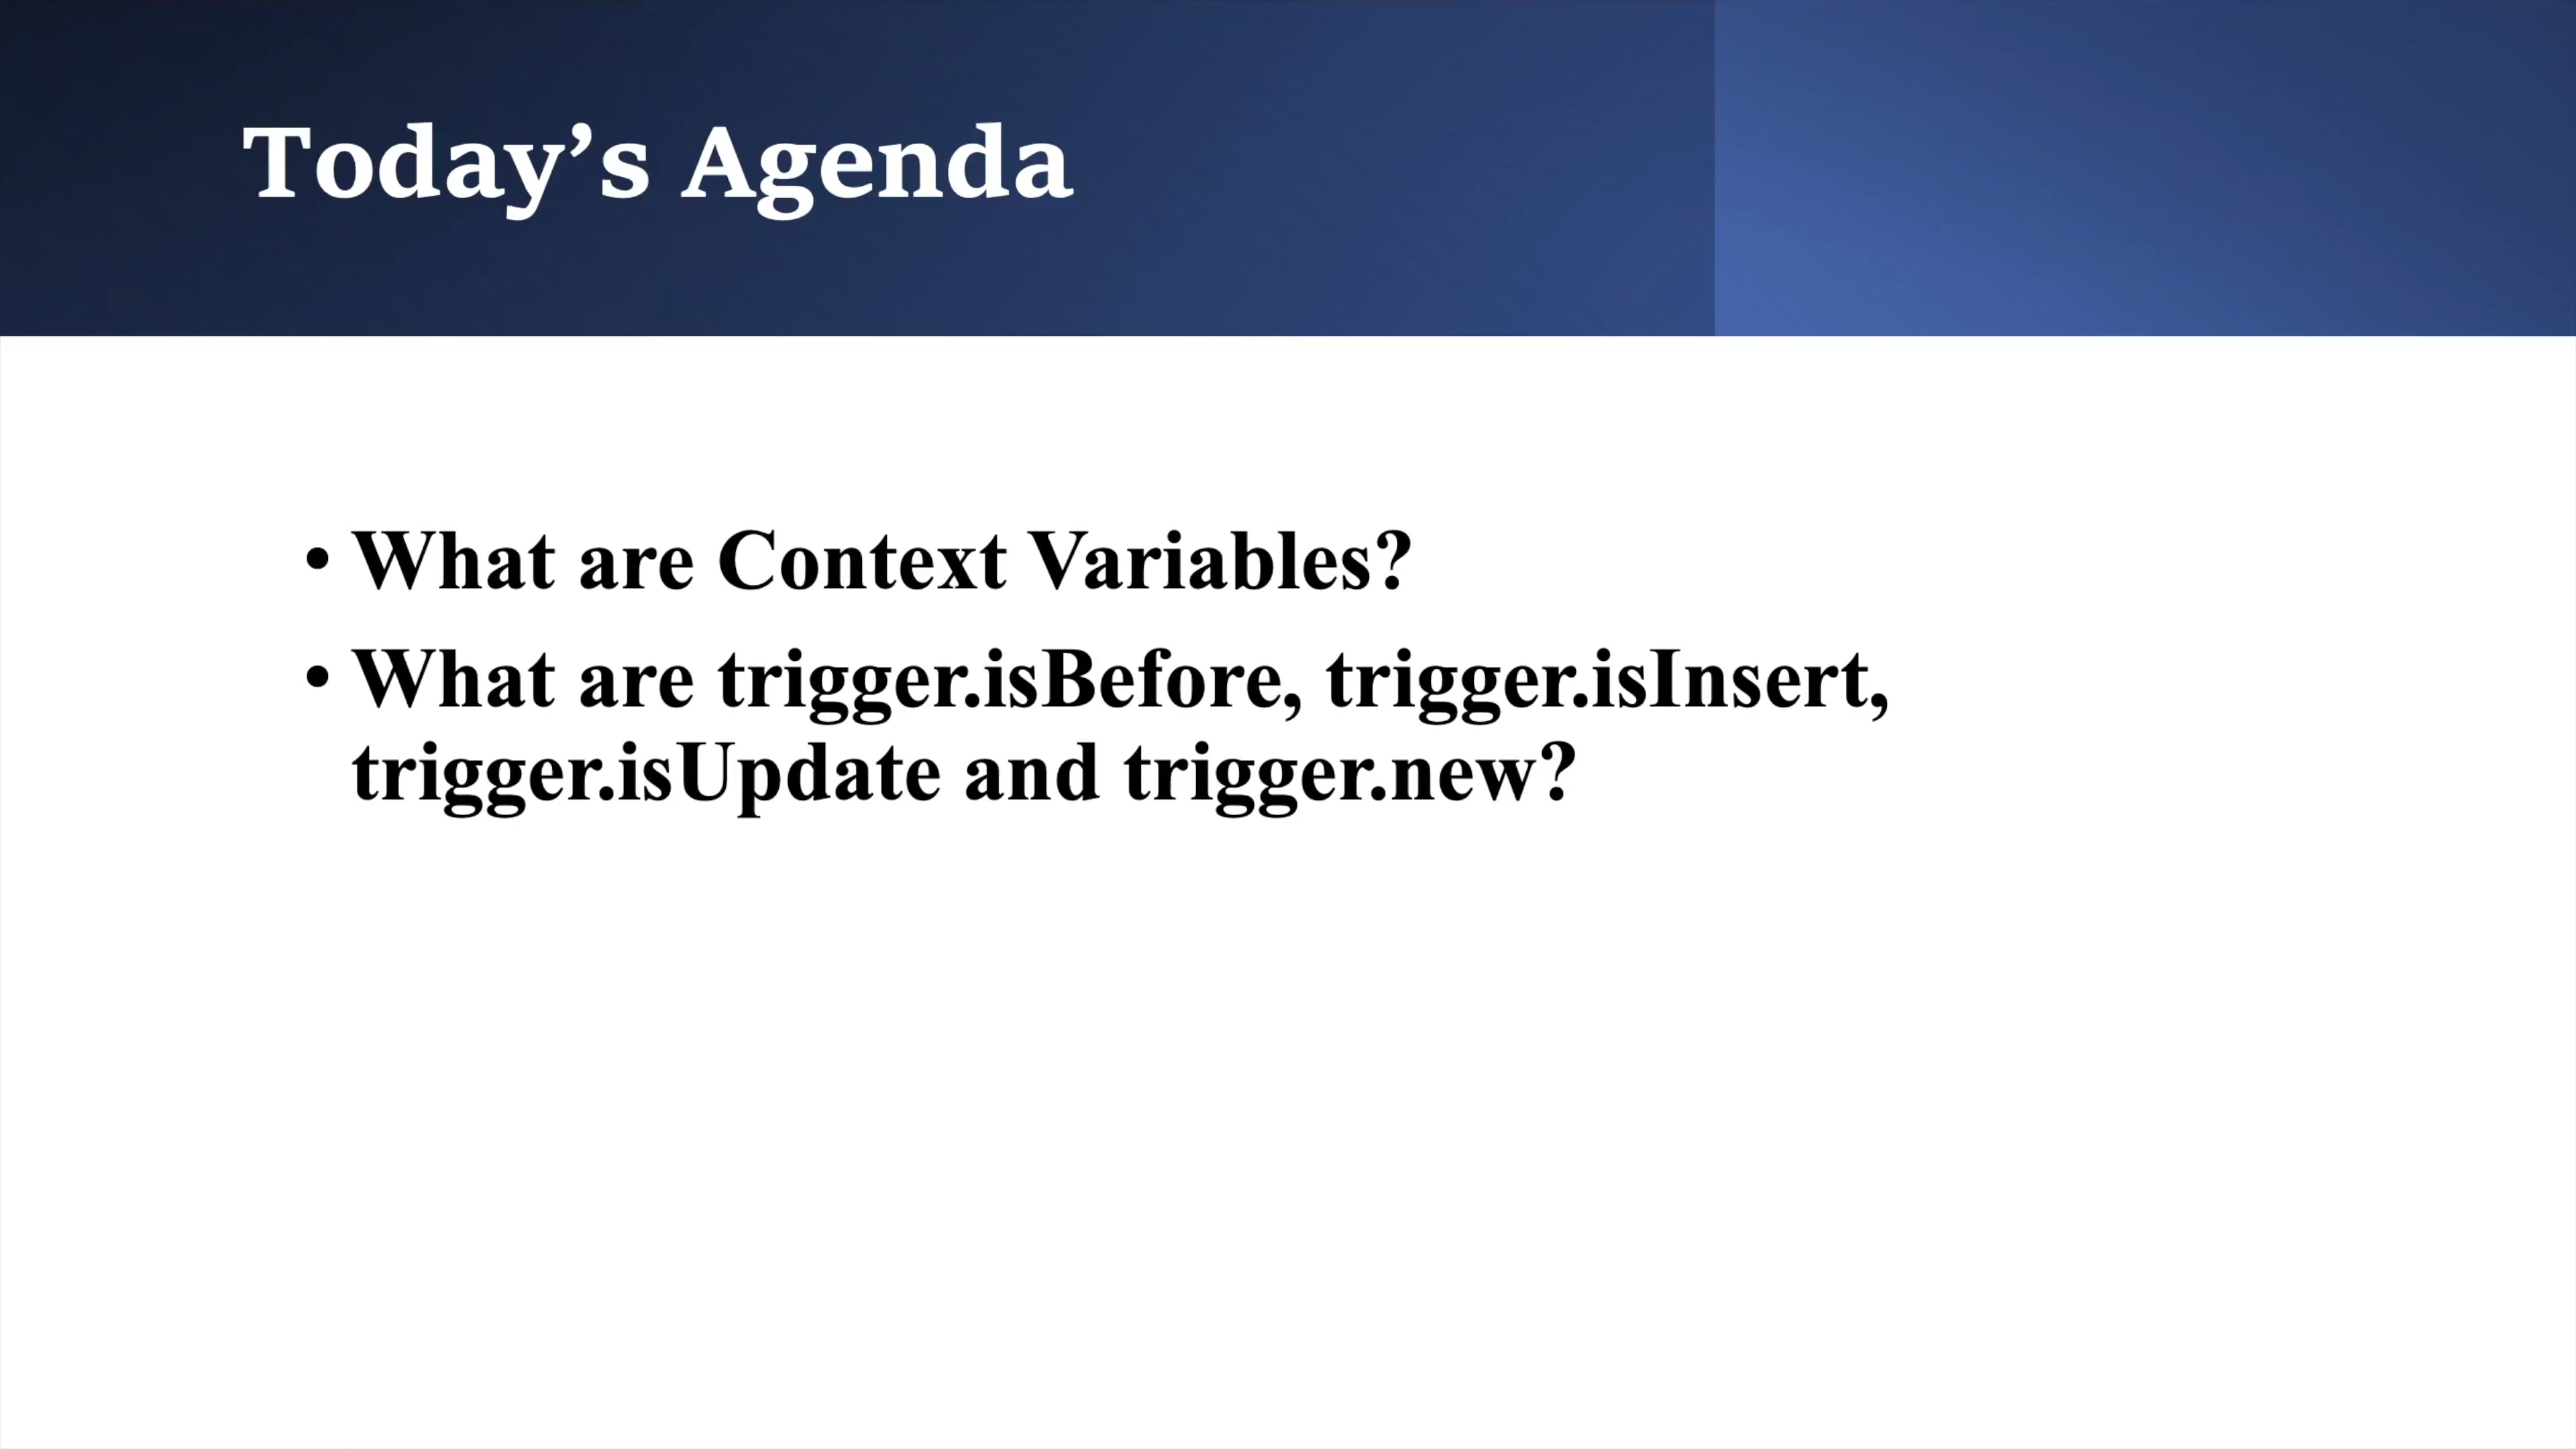 Today’s Agenda
• What are Context Variables?
• What are trigger.isBefore, trigger.isInsert,
trigger.isUpdate and trigger.new?